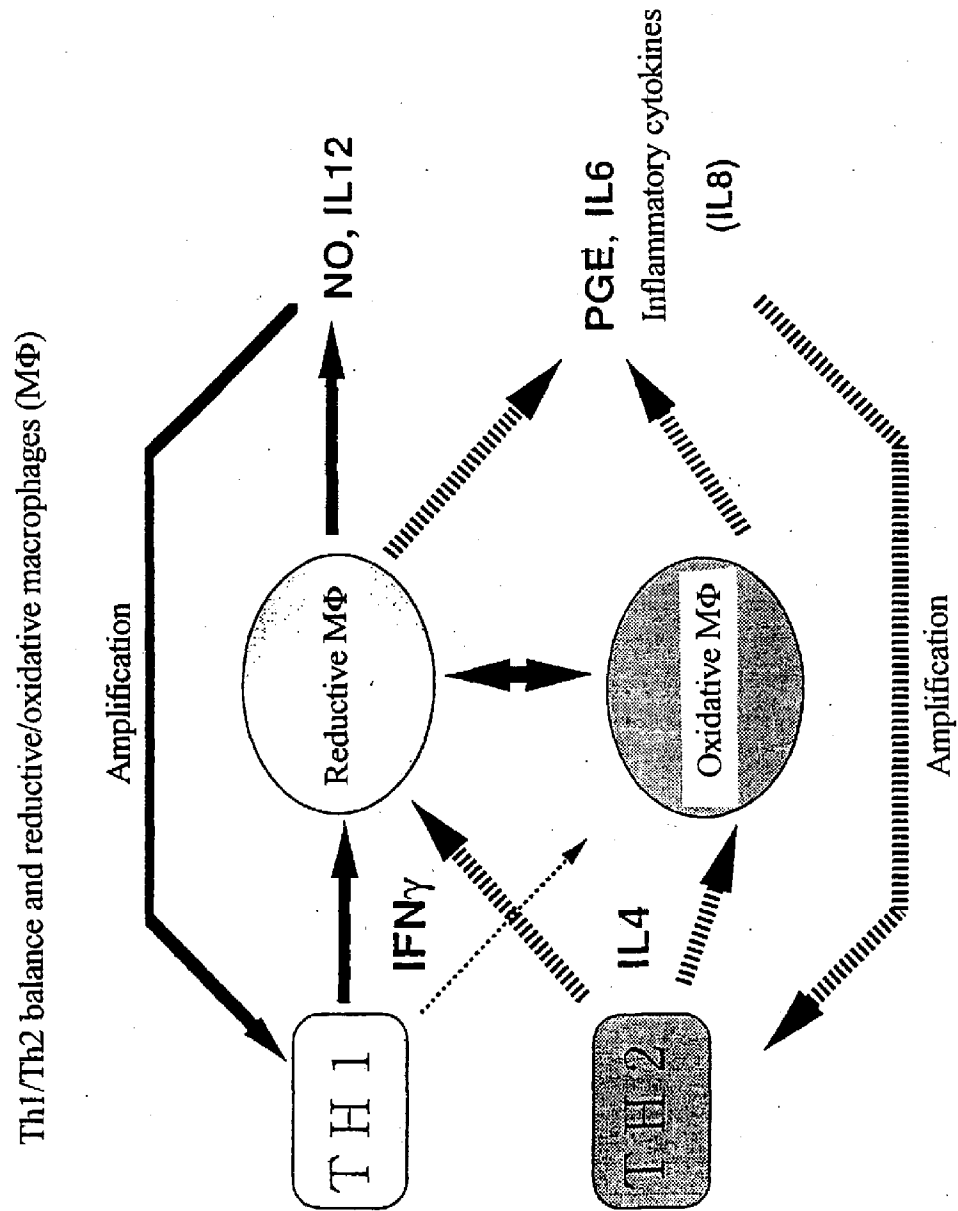 Th1/Th2 balance and reductive/oxidative macrophages (MΦ)
Amplification
TH1
IFNγ
Reductive MΦ
NO, IL12
TH2
IL4
Oxidative MΦ
PGE, IL6
Inflammatory cytokines
(IL8)
Amplification